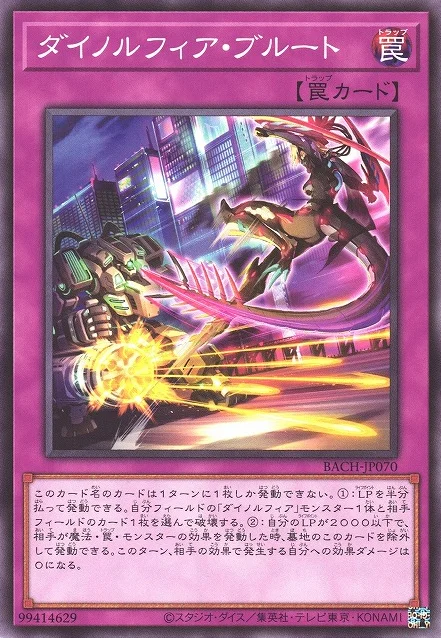 ダイノルフィア・ブルート
トラップ
罠
【罠カード】
BACH-JP070
このカード名のカードは1ターンに1枚しか発動できない。①:LPを半分
払って発動できる。自分フィールドの「ダイノルフィア」モンスター1体と相手
フィールドのカード1枚を選んで破壊する。②:自分のLPが2000以下で、
相手が魔法・罠・モンスターの効果を発動した時、墓地のこのカードを除外
して発動できる。このターン、相手の効果で発生する自分への効果ダメージは
0になる。
99414629
©スタジオ・ダイス/集英社・テレビ東京・KONAMI